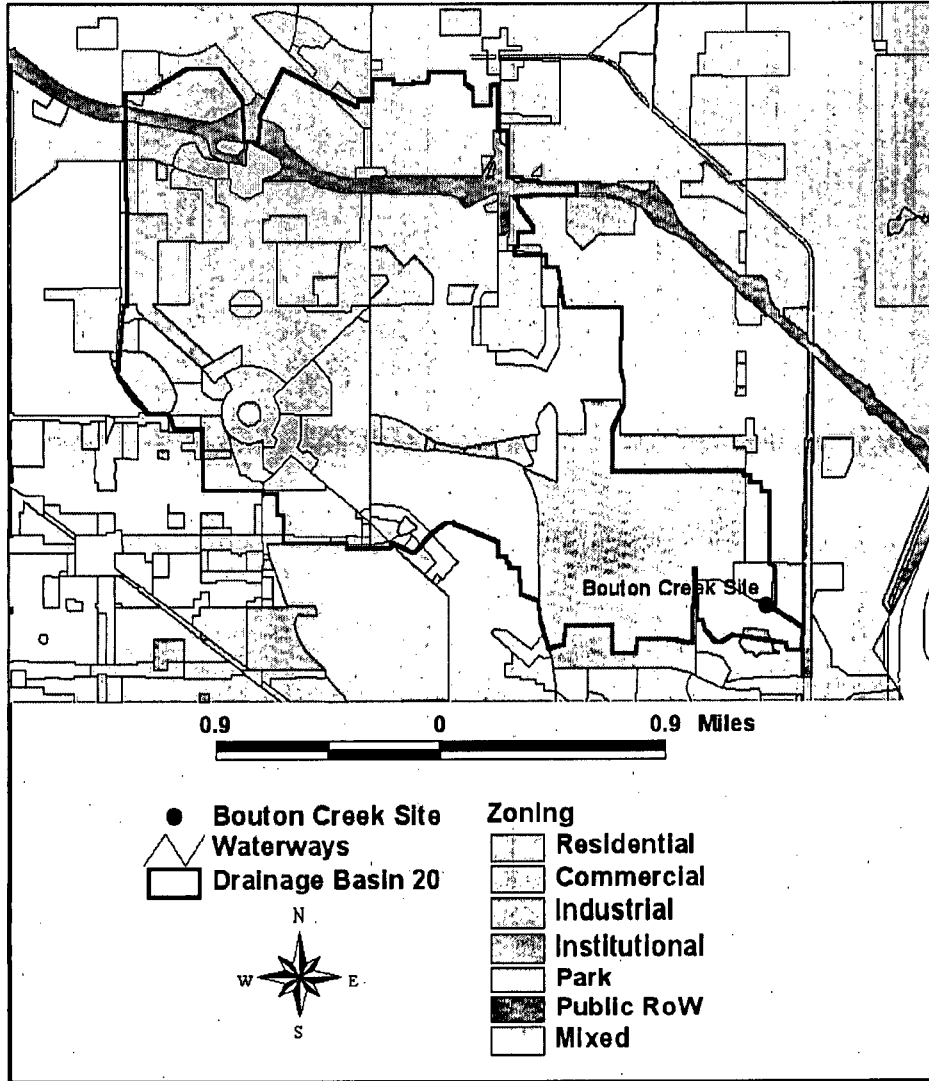 Bouton Creek Site
0.9 0 0.9 Miles
Bouton Creek Site
Waterways
Drainage Basin 20
N
W E
S
Zoning
Residential
Commercial
Industrial
Institutional
Park
Public RoW
Mixed